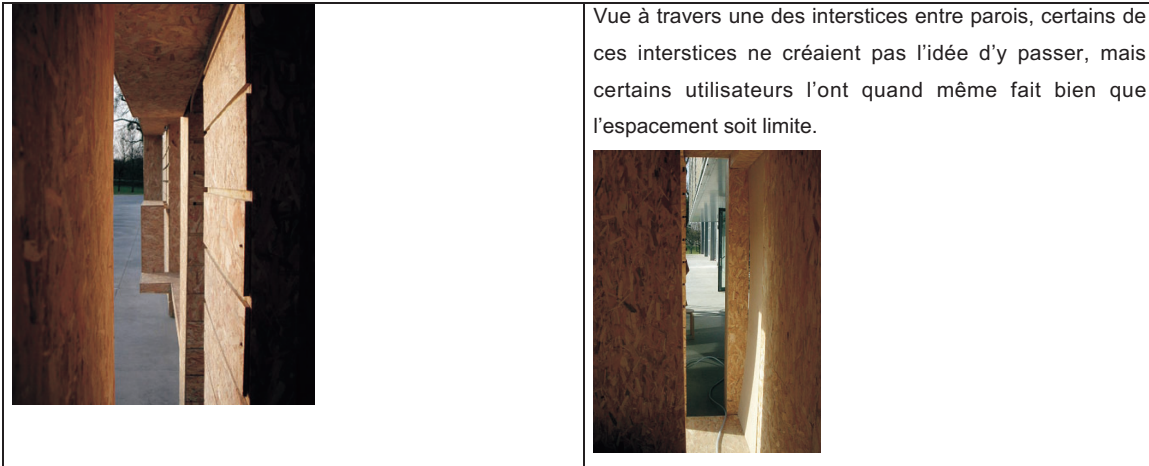 Vue à travers une des interstices entre parois, certains de
ces interstices ne créaient pas l’idée d’y passer, mais
certains utilisateurs l’ont quand même fait bien que
l’espacement soit limite.